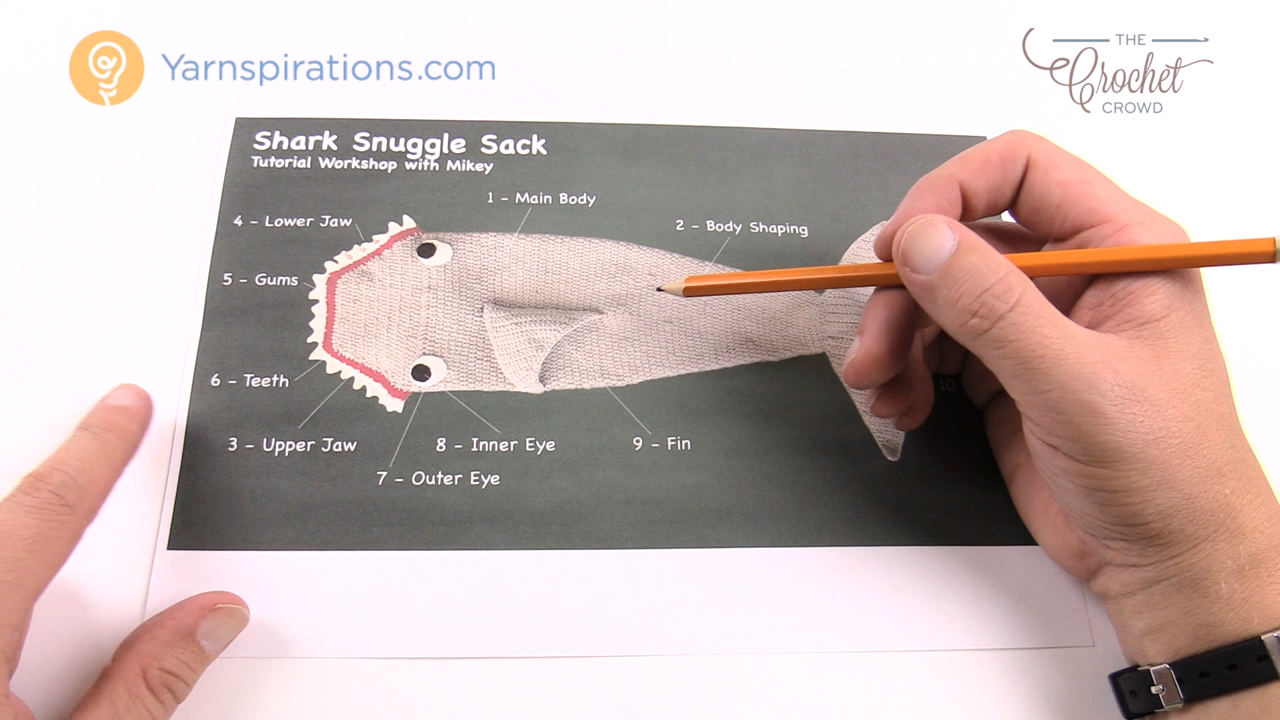 Yarnspirations.com
THE
Crochet
CROWD
Shark Snuggle Sack
Tutorial Workshop with Mikey
1 - Main Body
4 - Lower Jaw
2 - Body Shaping
5 - Gums
6 - Teeth
3 - Upper Jaw
8 - Inner Eye
9 - Fin
7 - Outer Eye
10